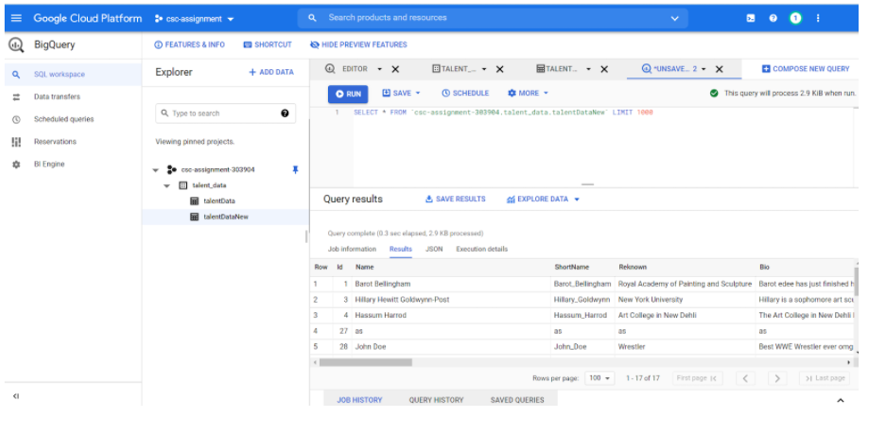 Google Cloud Platform csc-assignment Search products and resources 1
BigQuery FEATURES & INFO SHORTCUT HIDE PREVIEW FEATURES
SQL workspace
Data transfers
Scheduled queries
Reservations
BI Engine
Explorer + ADD DATA
Type to search
Viewing pinned projects.
csc-assignment-303904
talent_data
talentData
talentDataNew
EDITOR TALENT_... TALENT... *UNSAVE... 2 COMPOSE NEW QUERY
RUN SAVE SCHEDULE MORE This query will process 2.9 KiB when run.
1 SELECT * FROM `csc-assignment-303904.talent_data.talentDataNew` LIMIT 1000
Query results SAVE RESULTS EXPLORE DATA
Query complete (0.3 sec elapsed, 2.9 KB processed)
Job information Results JSON Execution details
Row Id Name ShortName Reknown Bio
1 1 Barot Bellingham Barot_Bellingham Royal Academy of Painting and Sculpture Barot edee has just finished h
2 3 Hillary Hewitt Goldwynn-Post Hillary_Goldwynn New York University Hillary is a sophomore art scu
3 4 Hassum Harrod Hassum_Harrod Art College in New Dehli The Art College in New Dehli
4 27 as as as as
5 28 John Doe John_Doe Wrestler Best WWE Wrestler ever omg
Rows per page: 100 1 - 17 of 17 First page Last page
JOB HISTORY QUERY HISTORY SAVED QUERIES